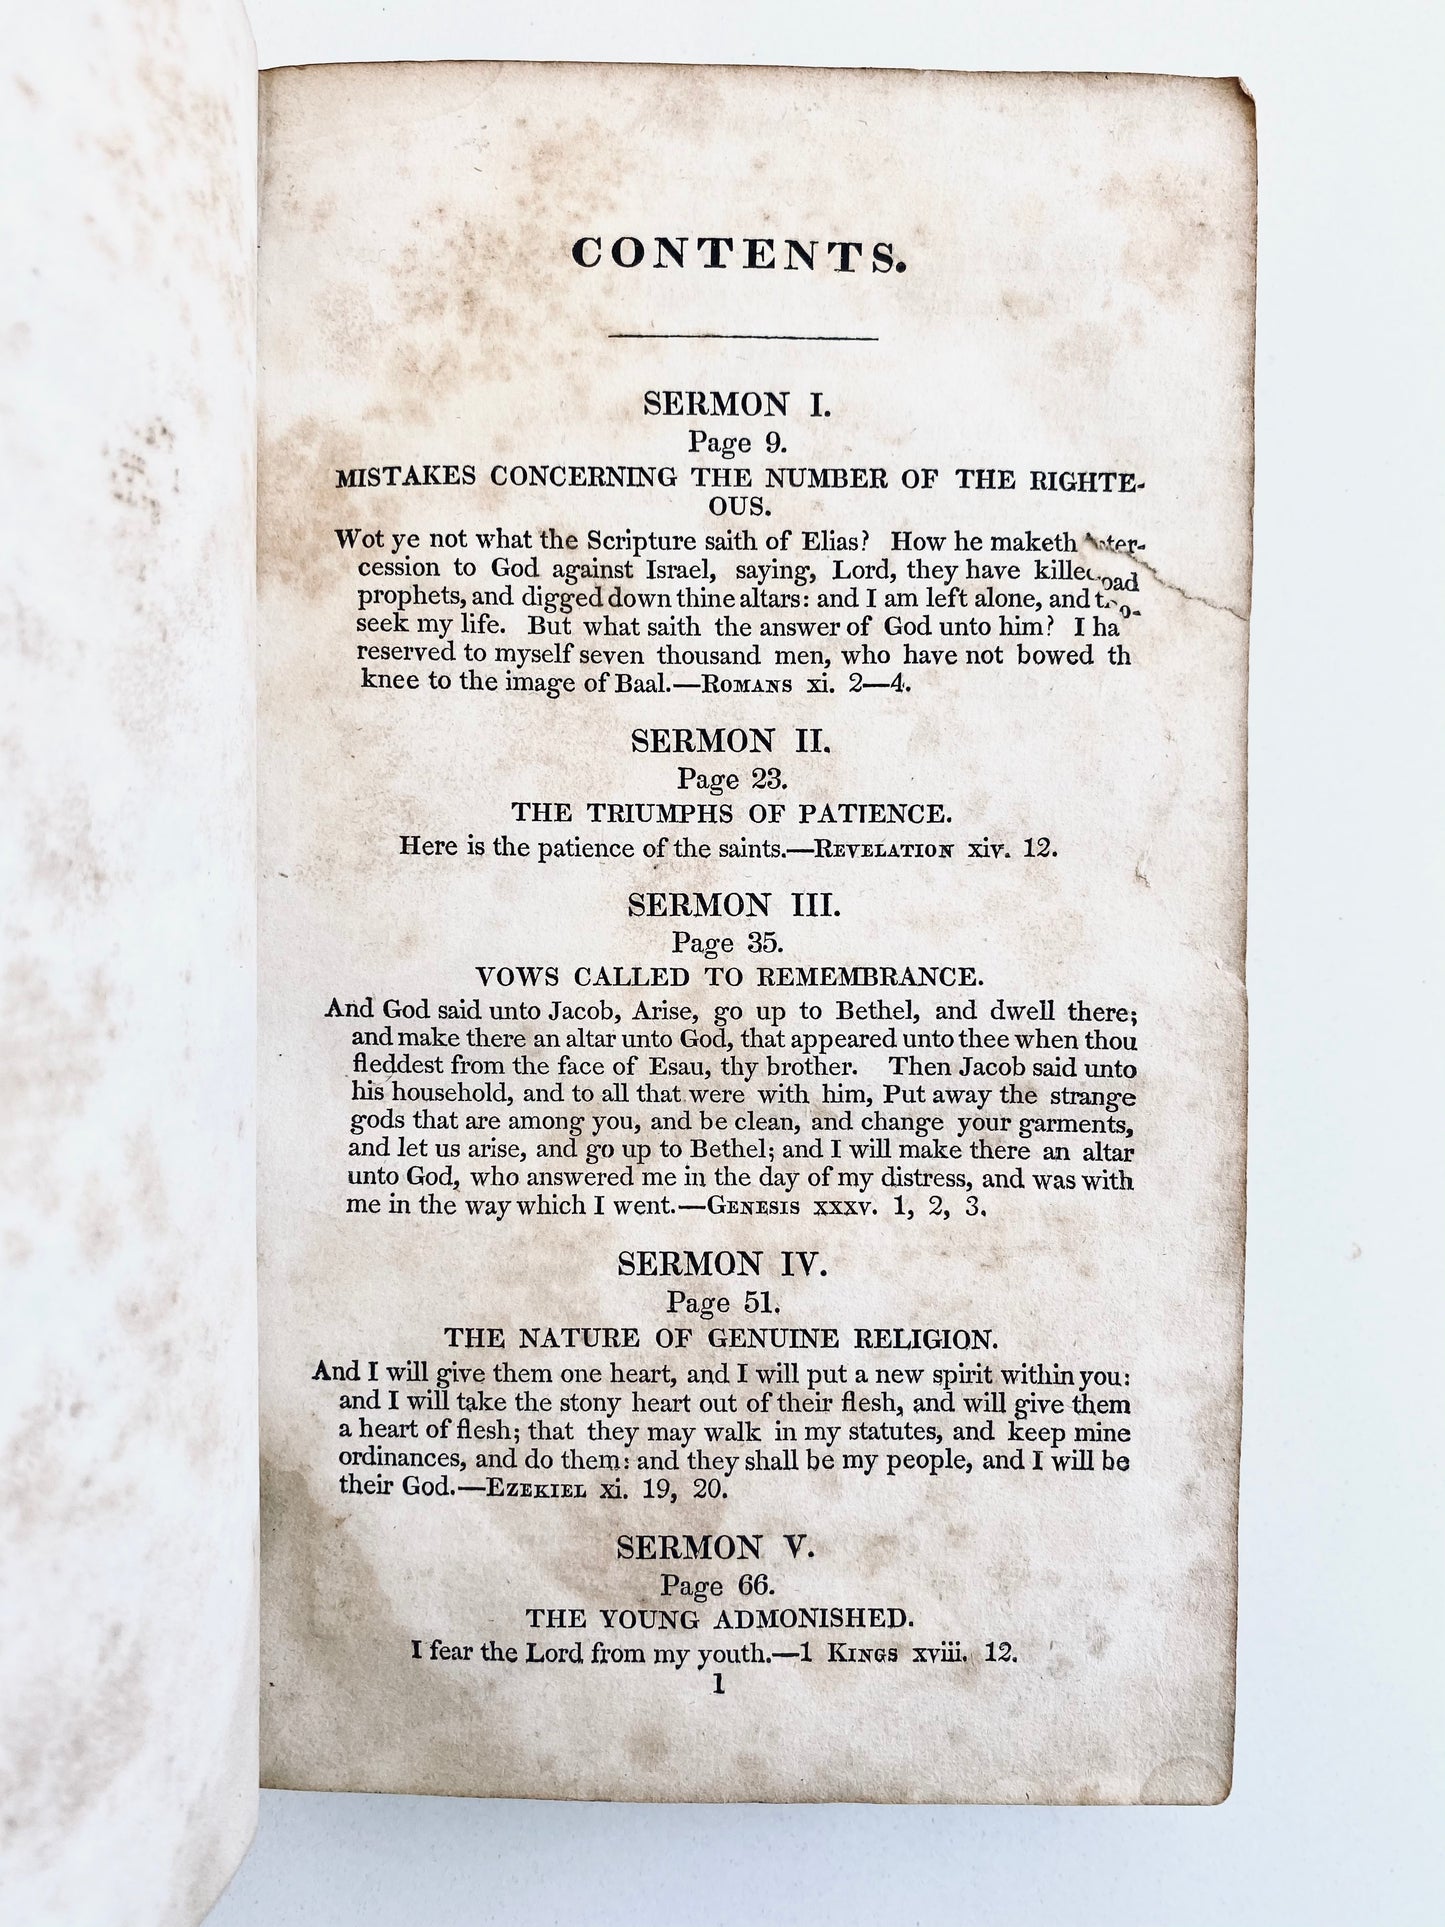 CONTENTS.
SERMON I.
Page 9.
MISTAKES CONCERNING THE NUMBER OF THE RIGHTE-
OUS.
Wot ye not what the Scripture saith of Elias? How he maketh
cession to God against Israel, saying, Lord, they have oad
prophets, and digged down thine altars: and I am left alone, and o-
seek my life. But what saith the answer of God unto him? I ha
reserved to myself seven thousand men, who have not bowed th
knee to the image of Baal.—ROMANS xi. 2—4.
SERMON II.
Page 23.
THE TRIUMPHS OF PATIENCE.
Here is the patience of the saints.—REVELATION xiv. 12.
SERMON III.
Page 35.
VOWS CALLED TO REMEMBRANCE.
And God said unto Jacob, Arise, go up to Bethel, and dwell there;
and make there an altar unto God, that appeared unto thee when thou
fleddest from the face of Esau, thy brother. Then Jacob said unto
his household, and to all that were with him, Put away the strange
gods that are among you, and be clean, and change your garments,
and let us arise, and go up to Bethel; and I will make there an altar
unto God, who answered me in the day of my distress, and was with
me in the way which I went.—GENESIS xxxv. 1, 2, 3.
SERMON IV.
Page 51.
THE NATURE OF GENUINE RELIGION.
And I will give them one heart, and I will put a new spirit within you:
and I will take the stony heart out of their flesh, and will give them
a heart of flesh; that they may walk in my statutes, and keep mine
ordinances, and do them: and they shall be my people, and I will be
their God.—EZEKIEL xi. 19, 20.
SERMON V.
Page 66.
THE YOUNG ADMONISHED.
I fear the Lord from my youth.—1 KINGS xviii. 12.
1